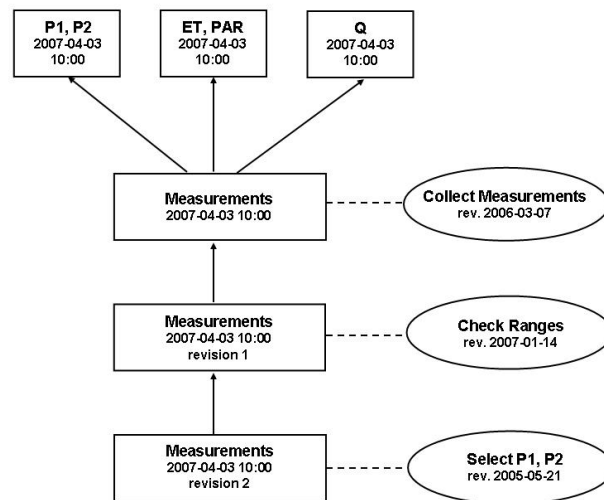 P1, P2
2007-04-03
10:00
ET, PAR
2007-04-03
10:00
Q
2007-04-03
10:00
Measurements
2007-04-03 10:00
Collect Measurements
rev. 2006-03-07
Measurements
2007-04-03 10:00
revision 1
Check Ranges
rev. 2007-01-14
Measurements
2007-04-03 10:00
revision 2
Select P1, P2
rev. 2005-05-21